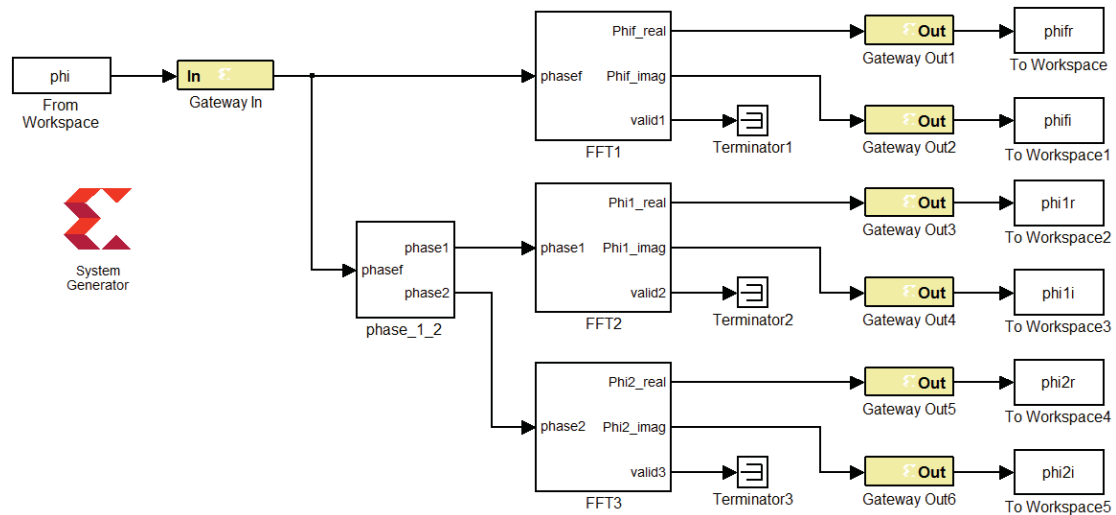 phi
From
Workspace
In
Gateway In
System
Generator
phasef
phase1
phase2
phase_1_2
phasef
Phif_real
Phif_imag
valid1
FFT1
Terminator1
Out
Gateway Out1
phifr
To Workspace
Out
Gateway Out2
phifi
To Workspace1
phase1
Phi1_real
Phi1_imag
valid2
FFT2
Terminator2
Out
Gateway Out3
phi1r
To Workspace2
Out
Gateway Out4
phi1i
To Workspace3
phase2
Phi2_real
Phi2_imag
valid3
FFT3
Terminator3
Out
Gateway Out5
phi2r
To Workspace4
Out
Gateway Out6
phi2i
To Workspace5